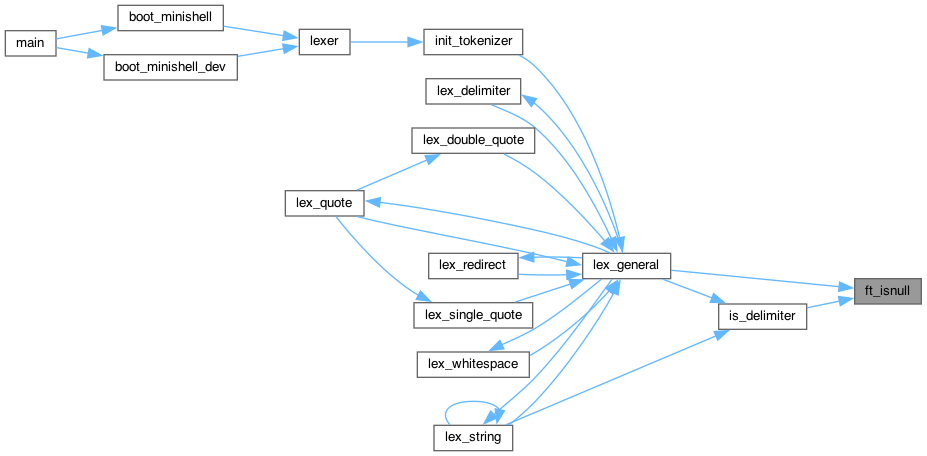 boot_minishell
main
lexer
init_tokenizer
boot_minishell_dev
lex_delimiter
lex_double_quote
lex_quote
lex_redirect
lex_general
ft_isnull
lex_single_quote
is_delimiter
lex_whitespace
lex_string